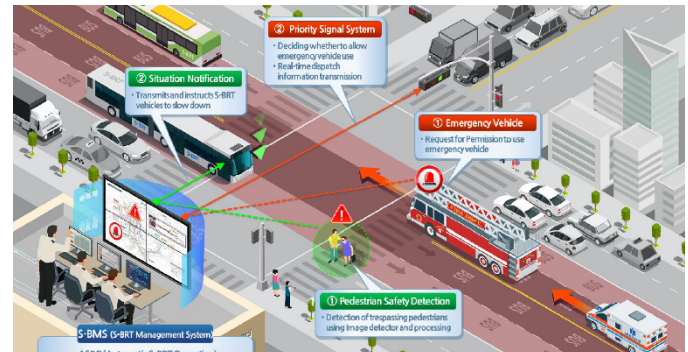 ② Priority Signal System
• Deciding whether to allow
emergency vehicle use
• Real-time dispatch
information transmission
② Situation Notification
• Transmits and instructs S-BRT
vehicles to slow down
① Emergency Vehicle
• Request for Permission to use
emergency vehicle
① Pedestrian Safety Detection
• Detection of trespassing pedestrians
using Image detector and processing
S-BMS (S-BRT Management System)